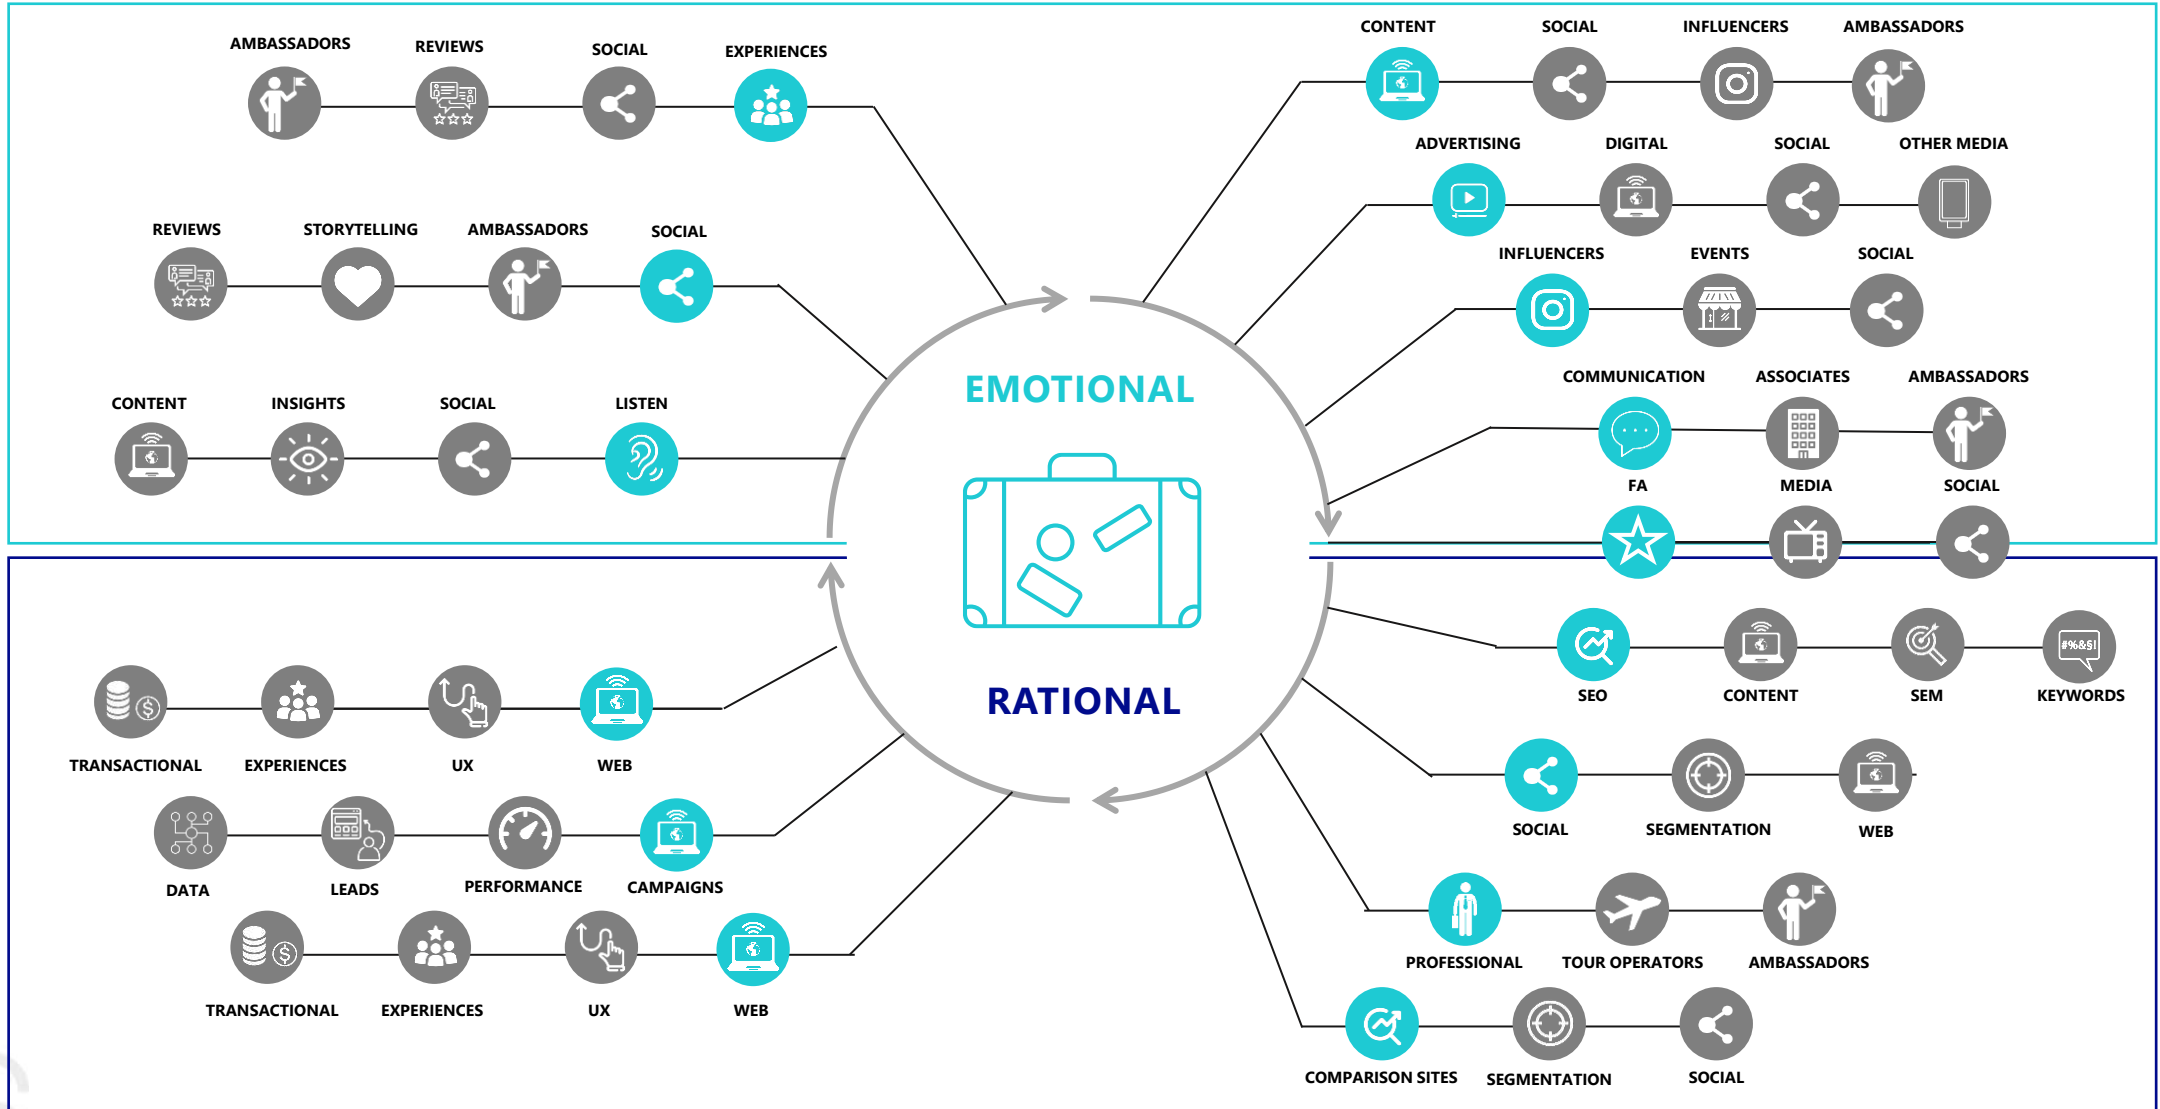 AMBASSADORS REVIEWS SOCIAL EXPERIENCES
REVIEWS STORYTELLING AMBASSADORS SOCIAL
CONTENT INSIGHTS SOCIAL LISTEN
CONTENT SOCIAL INFLUENCERS AMBASSADORS
ADVERTISING DIGITAL SOCIAL OTHER MEDIA
INFLUENCERS EVENTS SOCIAL
COMMUNICATION ASSOCIATES AMBASSADORS
FA MEDIA SOCIAL
EMOTIONAL
RATIONAL
TRANSACTIONAL EXPERIENCES UX WEB
DATA LEADS PERFORMANCE CAMPAIGNS
TRANSACTIONAL EXPERIENCES UX WEB
#%&§!
SEO CONTENT SEM KEYWORDS
SOCIAL SEGMENTATION WEB
PROFESSIONAL TOUR OPERATORS AMBASSADORS
COMPARISON SITES SEGMENTATION SOCIAL